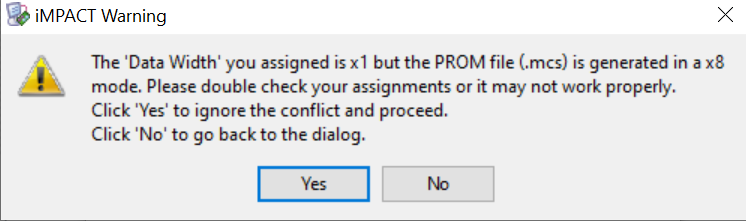 iMPACT Warning
The 'Data Width' you assigned is x1 but the PROM file (.mcs) is generated in a x8
mode. Please double check your assignments or it may not work properly.
Click 'Yes' to ignore the conflict and proceed.
Click 'No' to go back to the dialog.
Yes
No